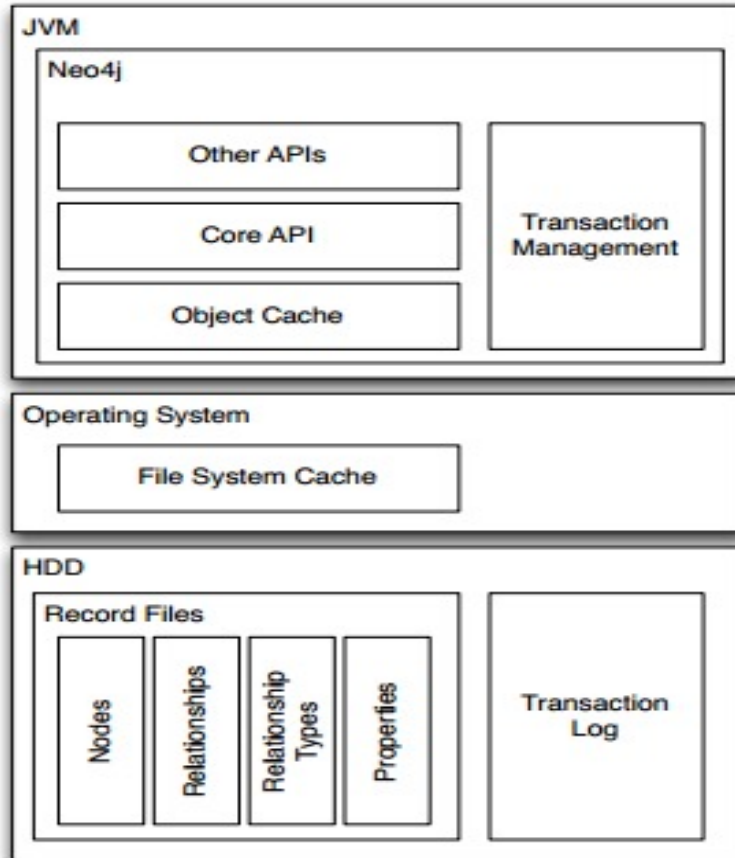 JVM
Neo4j
Other APIs
Core API
Object Cache
Transaction
Management
Operating System
File System Cache
HDD
Record Files
Nodes
Relationships
Relationship
Types
Properties
Transaction
Log